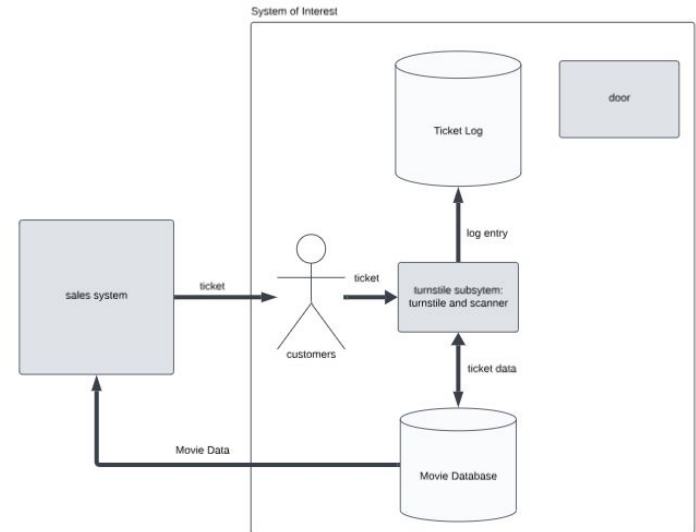 System of Interest
door
Ticket Log
log entry
sales system
ticket
ticket
turnstile subsytem:
turnstile and scanner
customers
ticket data
Movie Data
Movie Database